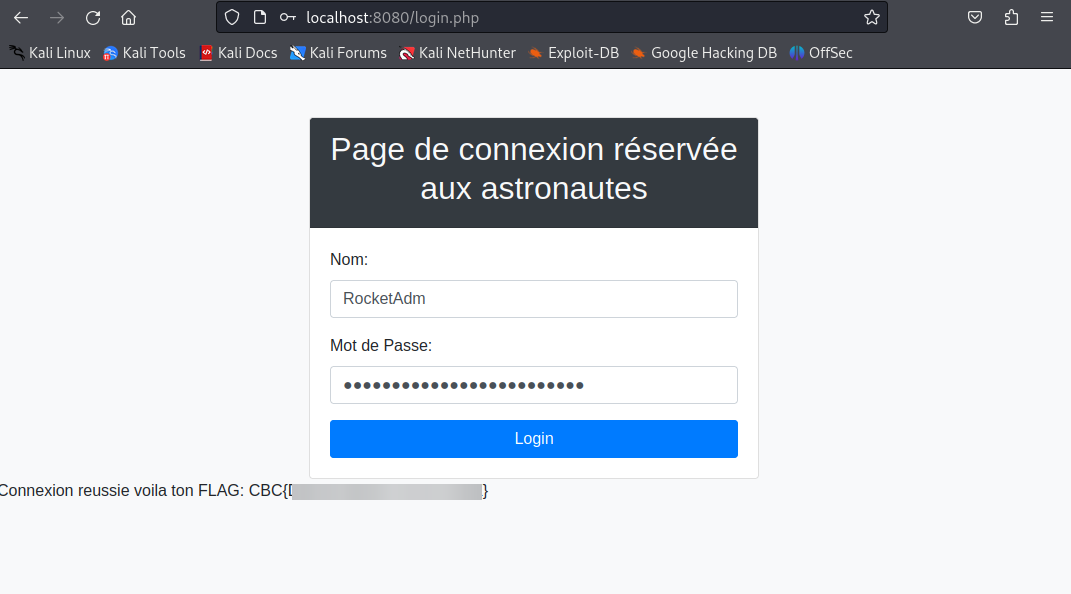 localhost:8080/login.php
Kali Linux Kali Tools Kali Docs Kali Forums Kali NetHunter Exploit-DB Google Hacking DB OffSec
Page de connexion réservée
aux astronautes
Nom:
RocketAdm
Mot de Passe:
●●●●●●●●●●●●●●●●●●●●●●●●●
Login
Connexion reussie voila ton FLAG: CBC{ }